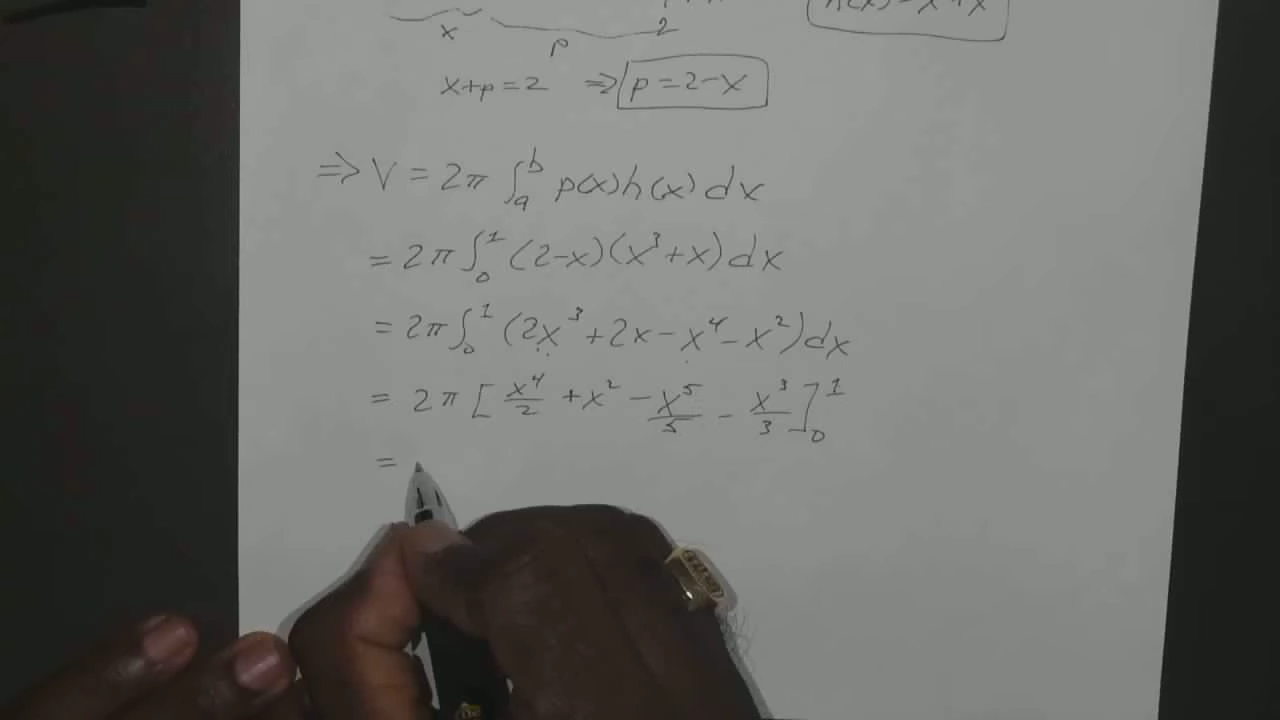 h(x) = x³+x
x p 2
x+p=2 ⇒ p=2-x
⇒ V = 2π ∫_a^b p(x)h(x) dx
= 2π ∫_0^1 (2-x)(x³+x) dx
= 2π ∫_0^1 (2x³+2x-x⁴-x²) dx
= 2π [ x⁴/2 + x² - x⁵/5 - x³/3 ]_0^1
=